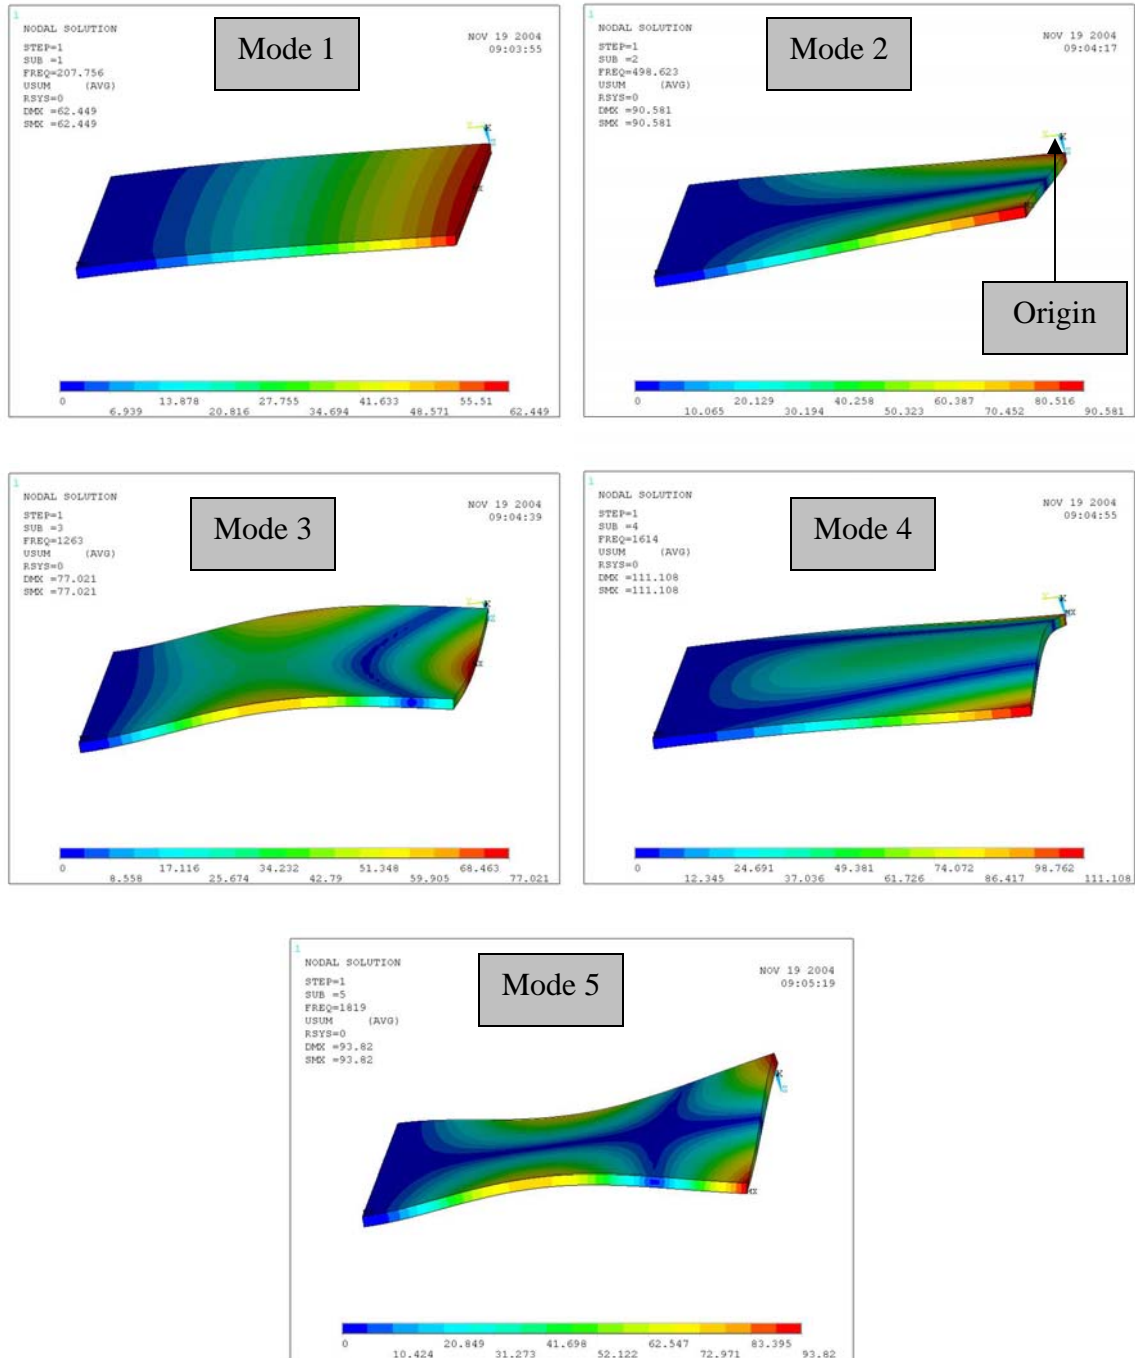 1
NODAL SOLUTION
STEP=1
SUB =1
FREQ=207.756
USUM (AVG)
RSYS=0
DMX =62.449
SMX =62.449
Mode 1
NOV 19 2004
09:03:55
0 13.878 27.755 41.633 55.51
6.939 20.816 34.694 48.571 62.449
1
NODAL SOLUTION
STEP=1
SUB =2
FREQ=498.623
USUM (AVG)
RSYS=0
DMX =90.581
SMX =90.581
Mode 2
NOV 19 2004
09:04:17
Origin
0 20.129 40.258 60.387 80.516
10.065 30.194 50.323 70.452 90.581
1
NODAL SOLUTION
STEP=1
SUB =3
FREQ=1263
USUM (AVG)
RSYS=0
DMX =77.021
SMX =77.021
Mode 3
NOV 19 2004
09:04:39
0 17.116 34.232 51.348 68.463
8.558 25.674 42.79 59.905 77.021
1
NODAL SOLUTION
STEP=1
SUB =4
FREQ=1614
USUM (AVG)
RSYS=0
DMX =111.108
SMX =111.108
Mode 4
NOV 19 2004
09:04:55
MX
0 24.691 49.381 74.072 98.762
12.345 37.036 61.726 86.417 111.108
1
NODAL SOLUTION
STEP=1
SUB =5
FREQ=1819
USUM (AVG)
RSYS=0
DMX =93.82
SMX =93.82
Mode 5
NOV 19 2004
09:05:19
MX
0 20.849 41.698 62.547 83.395
10.424 31.273 52.122 72.971 93.82